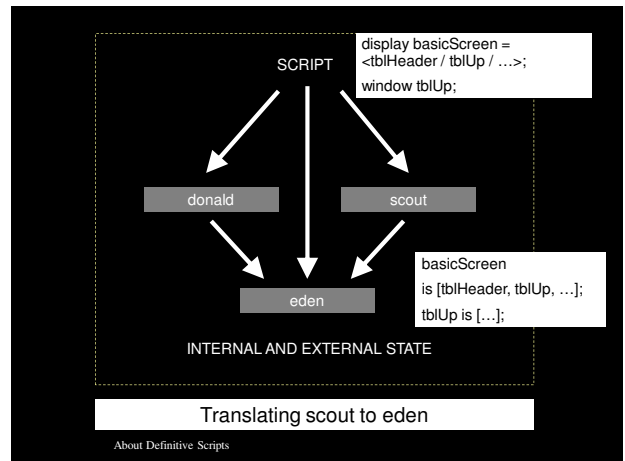 display basicScreen =
<tblHeader / tblUp / …>;
window tblUp;
SCRIPT
donald
scout
eden
basicScreen
is [tblHeader, tblUp, …];
tblUp is […];
INTERNAL AND EXTERNAL STATE
Translating scout to eden
About Definitive Scripts